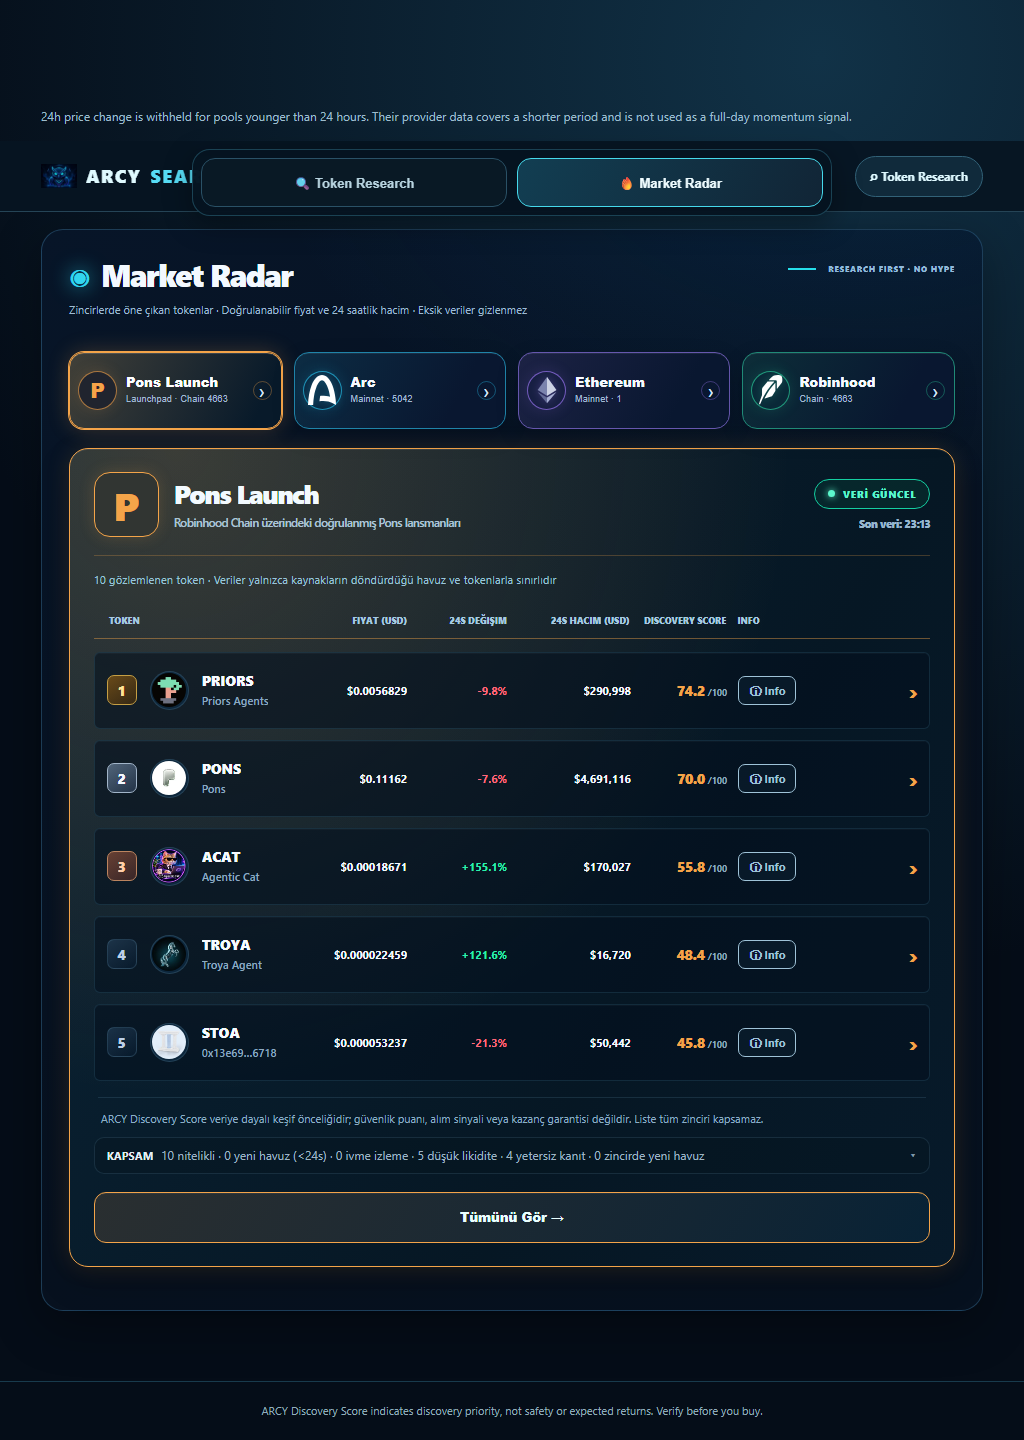 24h price change is withheld for pools younger than 24 hours. Their provider data covers a shorter period and is not used as a full-day momentum signal.
ARCY SEA
Token Research
Market Radar
Token Research
Market Radar
RESEARCH FIRST · NO HYPE
Zincirlerde öne çıkan tokenlar · Doğrulanabilir fiyat ve 24 saatlik hacim · Eksik veriler gizlenmez
P
Pons Launch
Launchpad · Chain 4663
Arc
Mainnet · 5042
Ethereum
Mainnet · 1
Robinhood
Chain · 4663
P
Pons Launch
Robinhood Chain üzerindeki doğrulanmış Pons lansmanları
VERİ GÜNCEL
Son veri: 23:13
10 gözlemlenen token · Veriler yalnızca kaynakların döndürdüğü havuz ve tokenlarla sınırlıdır
TOKEN FIYAT (USD) 24S DEĞIŞIM 24S HACIM (USD) DISCOVERY SCORE INFO
1 PRIORS Priors Agents $0.0056829 -9.8% $290,998 74.2 /100 ⓘ Info
2 PONS Pons $0.11162 -7.6% $4,691,116 70.0 /100 ⓘ Info
3 ACAT Agentic Cat $0.00018671 +155.1% $170,027 55.8 /100 ⓘ Info
4 TROYA Troya Agent $0.000022459 +121.6% $16,720 48.4 /100 ⓘ Info
5 STOA 0x13e69...6718 $0.000053237 -21.3% $50,442 45.8 /100 ⓘ Info
ARCY Discovery Score veriye dayalı keşif önceliğidir; güvenlik puanı, alım sinyali veya kazanç garantisi değildir. Liste tüm zinciri kapsamaz.
KAPSAM 10 nitelikli · 0 yeni havuz (<24s) · 0 ivme izleme · 5 düşük likidite · 4 yetersiz kanıt · 0 zincirde yeni havuz
Tümünü Gör →
ARCY Discovery Score indicates discovery priority, not safety or expected returns. Verify before you buy.